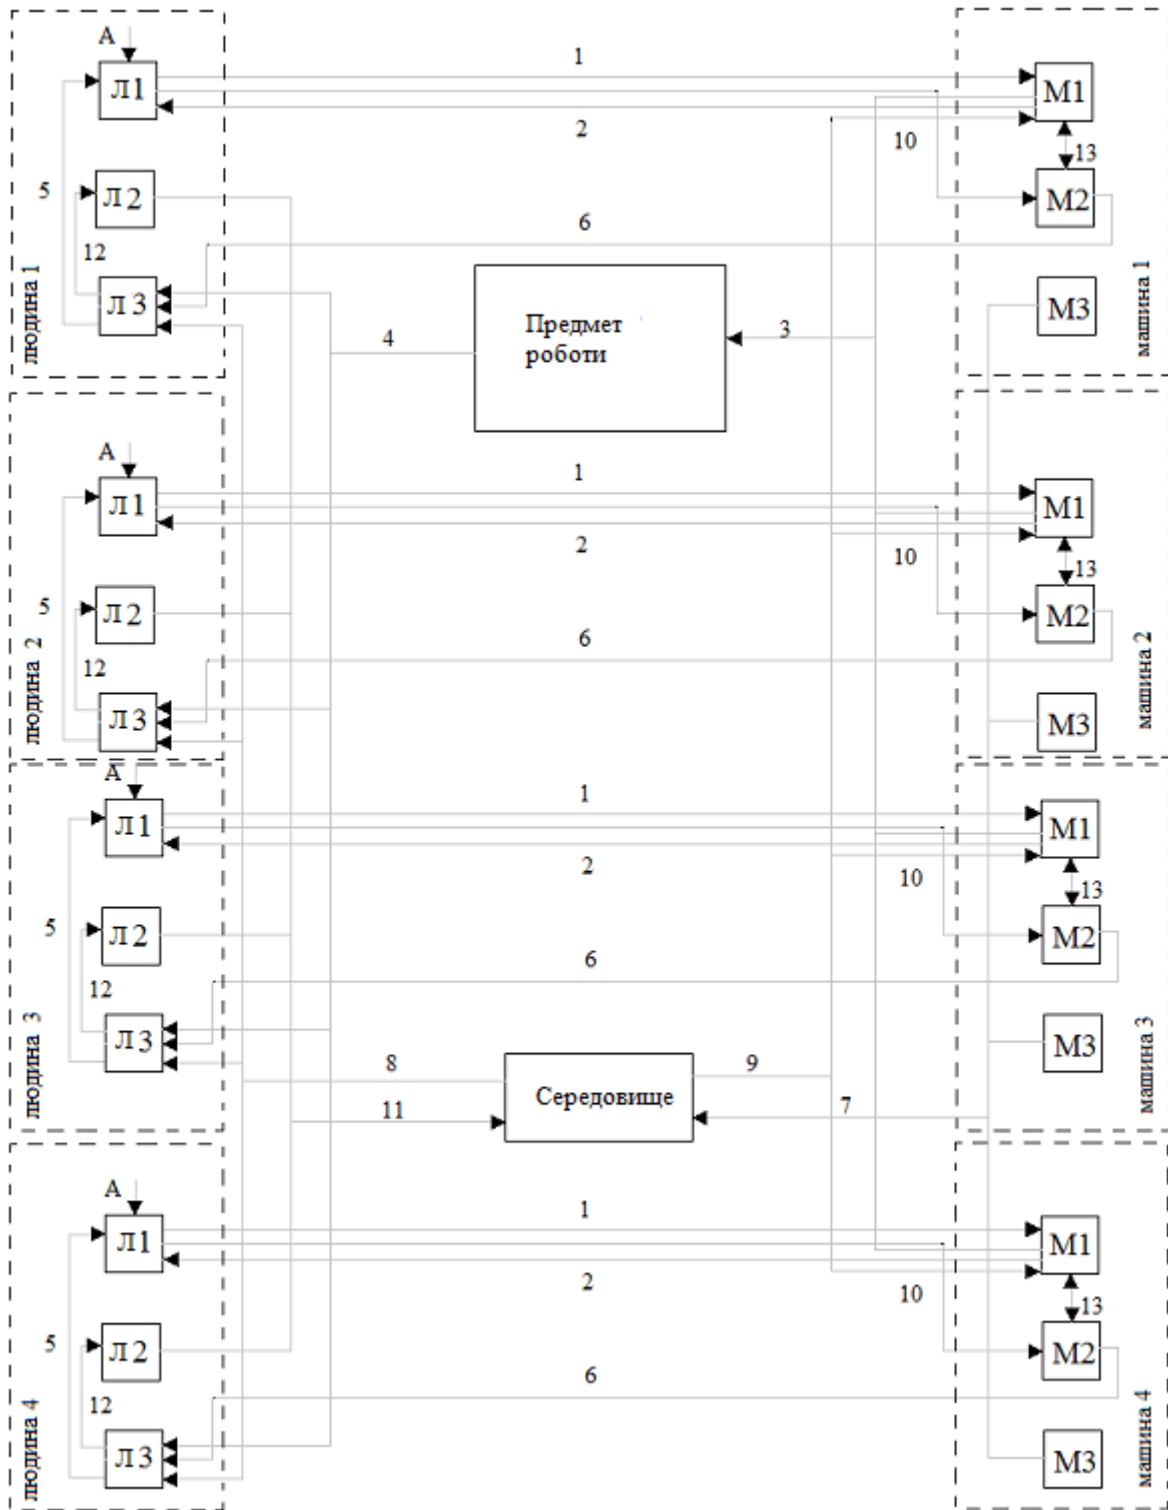 А
1
Л1
М1
2
10
13
5
Л2
М2
6
12
Л3
людина 1
Предмет
роботи
4
3
М3
машина 1
А
1
Л1
М1
2
10
13
5
Л2
М2
6
12
людина 2
Л3
М3
машина 2
А
1
Л1
М1
2
10
13
5
Л2
М2
6
12
людина 3
Л3
М3
машина 3
8
9
Середовище
7
11
А
1
Л1
М1
2
10
13
5
Л2
М2
6
12
людина 4
Л3
М3
машина 4